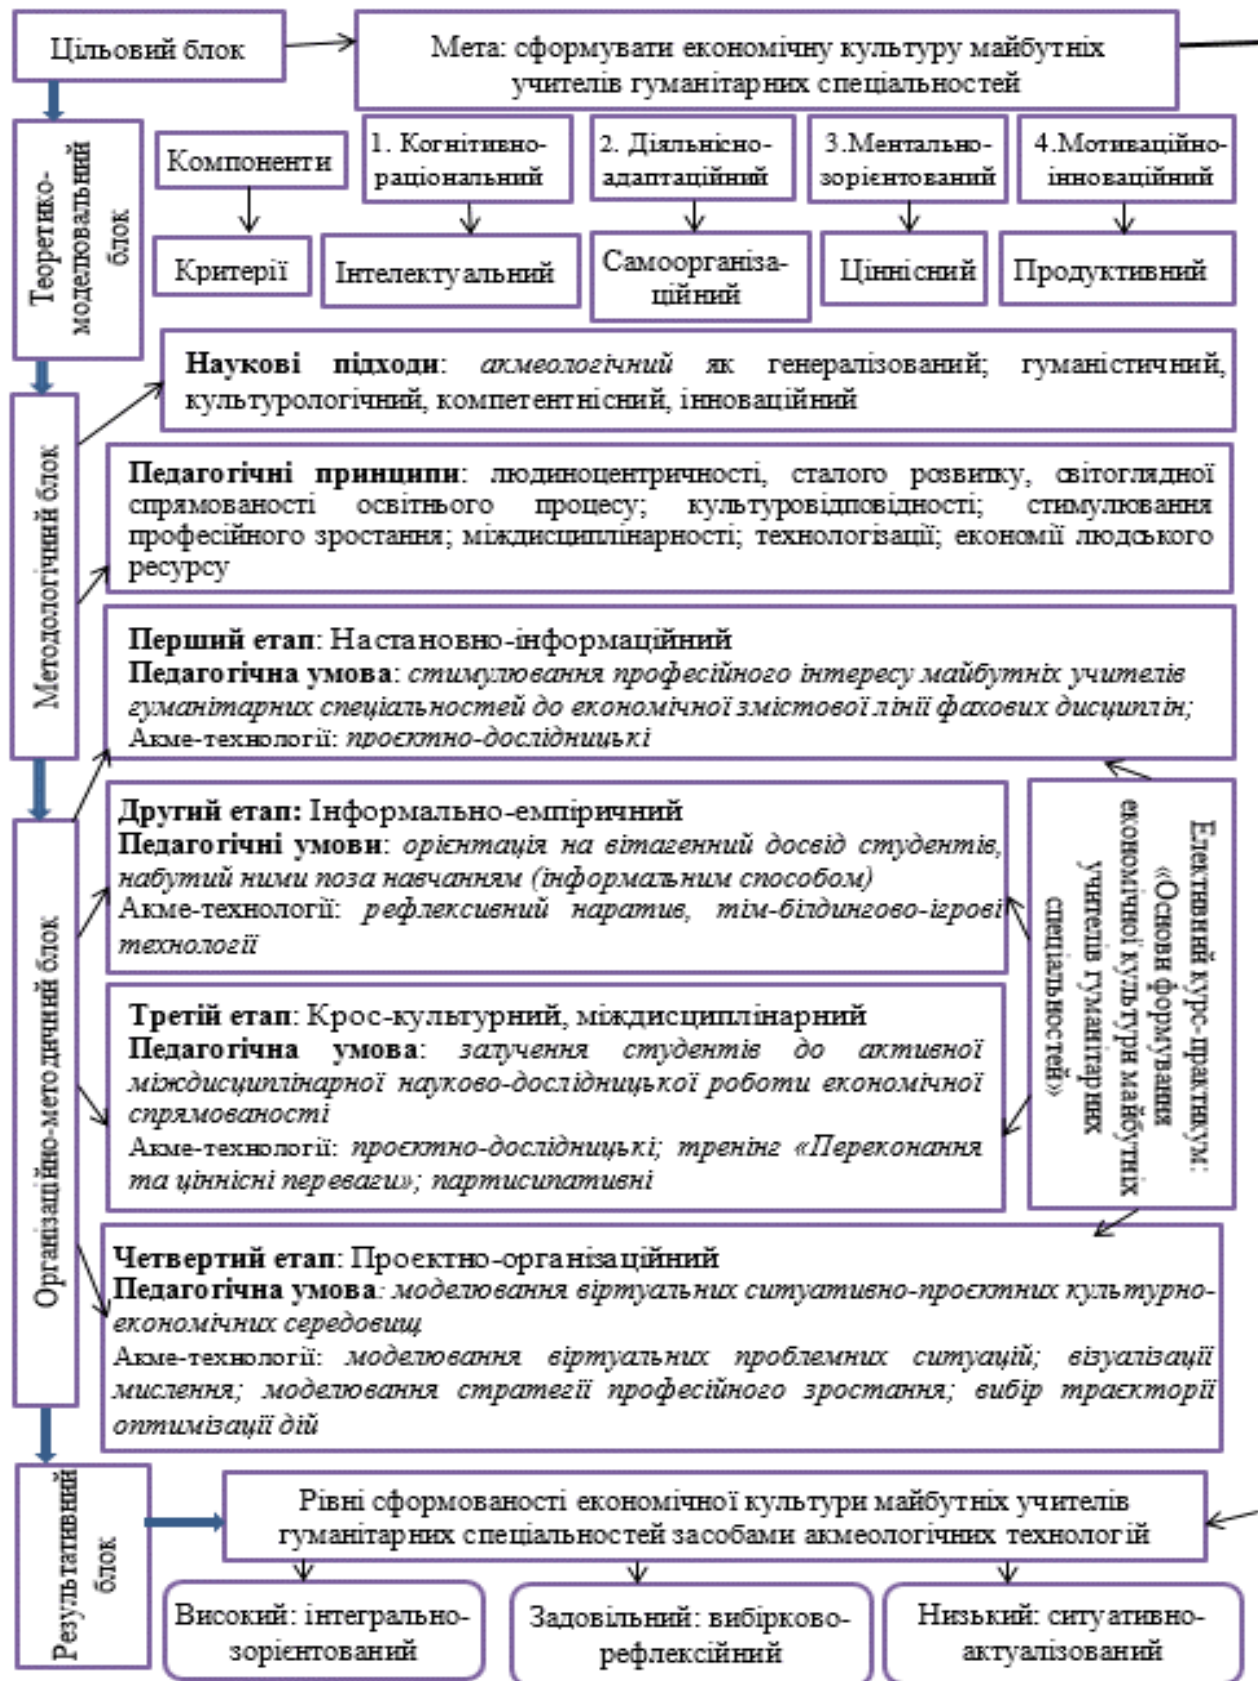 Цільовий блок
Мета: сформувати економічну культуру майбутніх
учителів гуманітарних спеціальностей
Теоретико-
моделювальний
блок
Компоненти
1. Когнітивно-
раціональний
2. Діяльнісно-
адаптаційний
3.Ментально-
зорієнтований
4.Мотиваційно-
інноваційний
Критерії
Інтелектуальний
Самоорганіза-
ційний
Ціннісний
Продуктивний
Методологічний блок
Наукові підходи: акмеологічний як генералізований; гуманістичний,
культурологічний, компетентнісний, інноваційний
Педагогічні принципи: людиноцентричності, сталого розвитку, світоглядної
спрямованості освітнього процесу; культуровідповідності; стимулювання
професійного зростання; міждисциплінарності; технологізації; економії людського
ресурсу
Організаційно-методичний блок
Перший етап: Настановно-інформаційний
Педагогічна умова: стимулювання професійного інтересу майбутніх учителів
гуманітарних спеціальностей до економічної змістової лінії фахових дисциплін;
Акме-технології: проєктно-дослідницькі
Другий етап: Інформально-емпіричний
Педагогічні умови: орієнтація на вітагенний досвід студентів,
набутий ними поза навчанням (інформальним способом)
Акме-технології: рефлексивний наратив, тім-білдингово-ігрові
технології
Третій етап: Крос-культурний, міждисциплінарний
Педагогічна умова: залучення студентів до активної
міждисциплінарної науково-дослідницької роботи економічної
спрямованості
Акме-технології: проєктно-дослідницькі; тренінг «Переконання
та ціннісні переваги»; партисипативні
Елективний курс-практикум:
«Основи формування
економічної культури майбутніх
учителів гуманітарних
спеціальностей»
Четвертий етап: Проєктно-організаційний
Педагогічна умова: моделювання віртуальних ситуативно-проєктних культурно-
економічних середовищ
Акме-технології: моделювання віртуальних проблемних ситуацій; візуалізації
мислення; моделювання стратегії професійного зростання; вибір траєкторії
оптимізації дій
Результативний
блок
Рівні сформованості економічної культури майбутніх учителів
гуманітарних спеціальностей засобами акмеологічних технологій
Високий: інтегрально-
зорієнтований
Задовільний: вибірково-
рефлексійний
Низький: ситуативно-
актуалізований